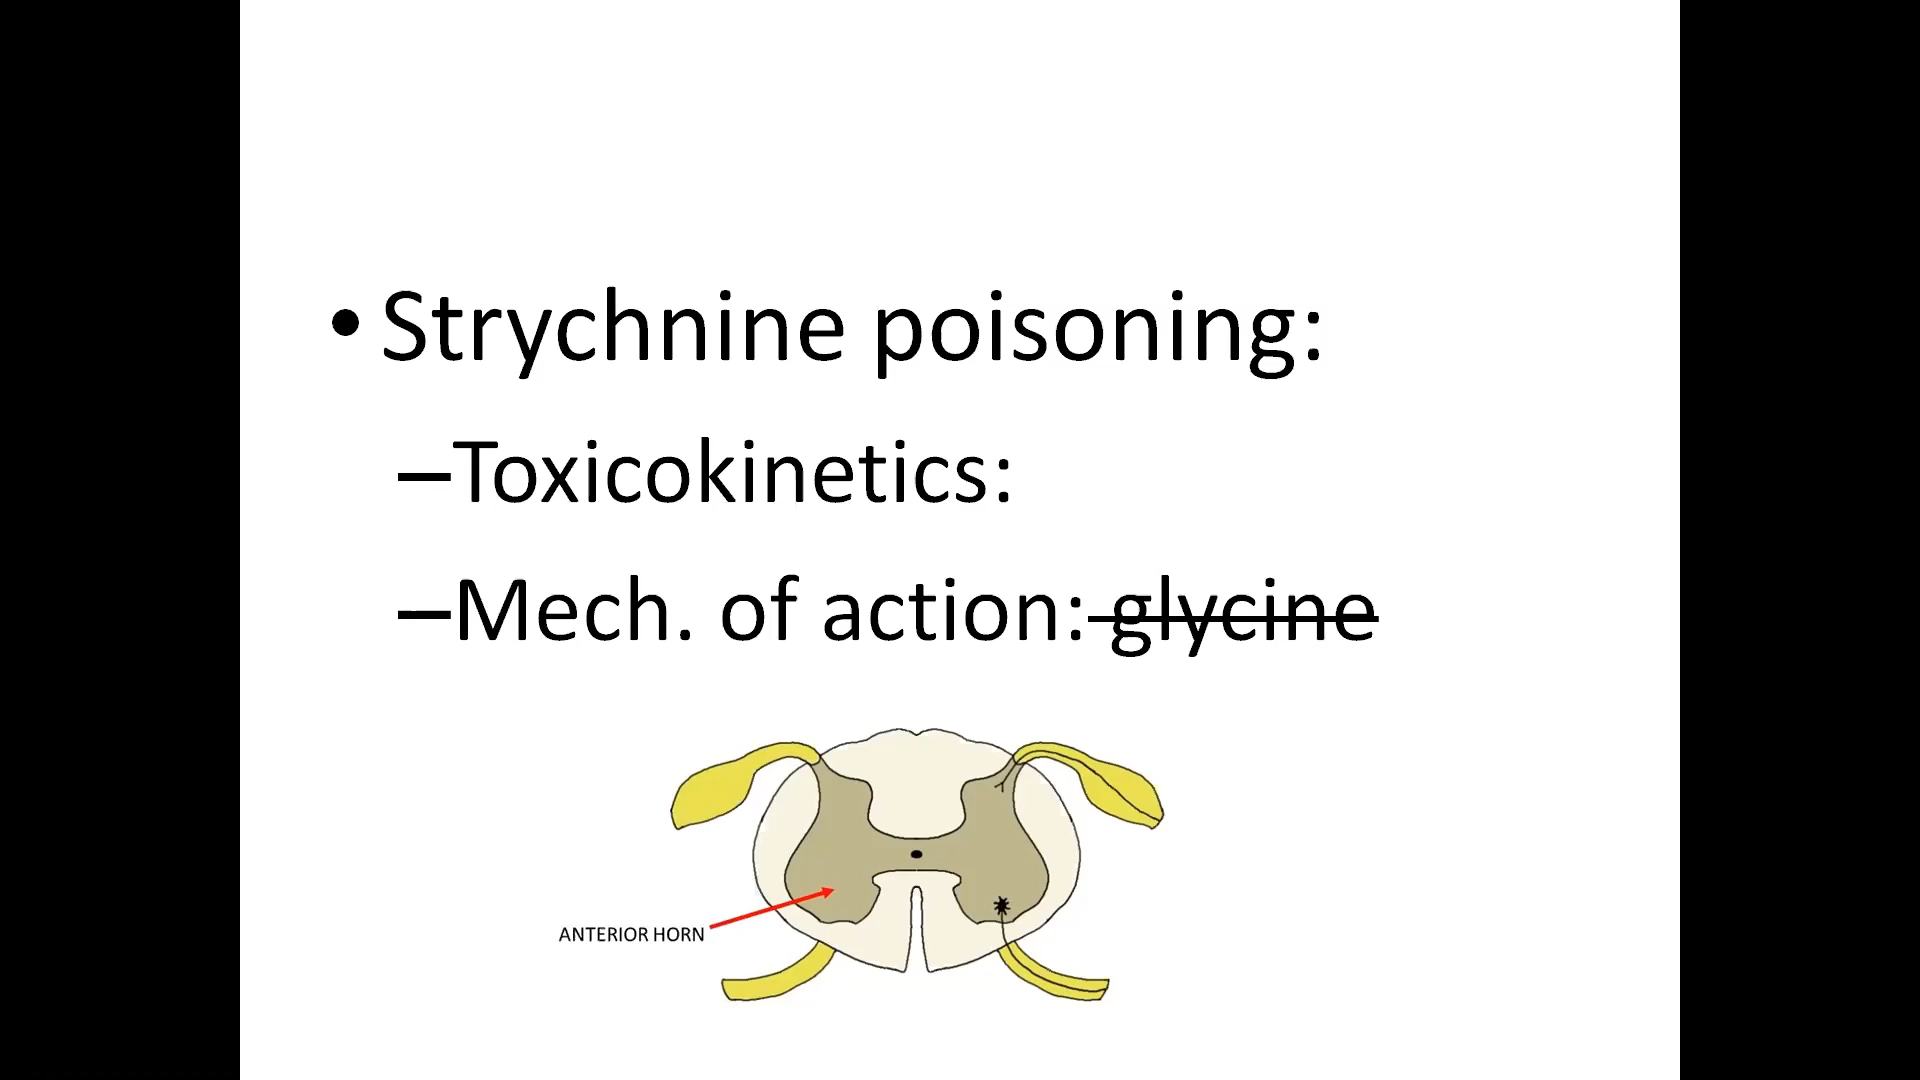 • Strychnine poisoning:
–Toxicokinetics:
–Mech. of action: glycine
ANTERIOR HORN